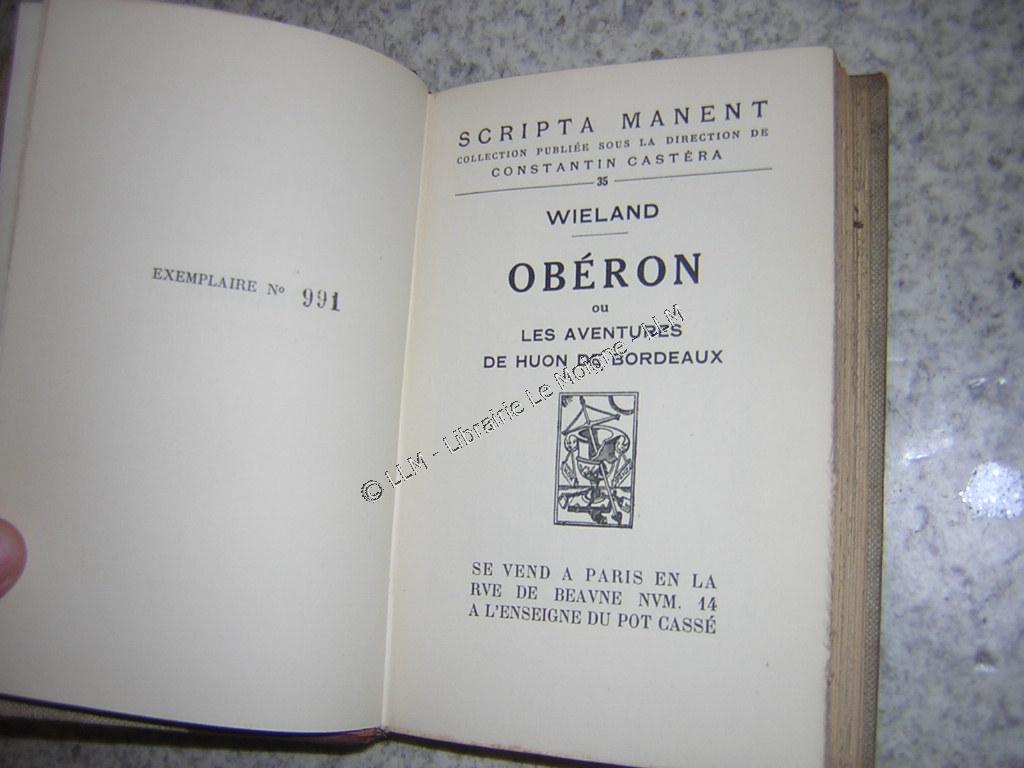 EXEMPLAIRE Nº 991
SCRIPTA MANENT
COLLECTION PUBLIÉE SOUS LA DIRECTION DE
CONSTANTIN CASTÉRA
35
WIELAND
OBÉRON
ou
LES AVENTURES
DE HUON DE BORDEAUX
SE VEND A PARIS EN LA
RVE DE BEAVNE NVM. 14
A L'ENSEIGNE DU POT CASSÉ
© LLM - Librairie Le Moigne - LLM